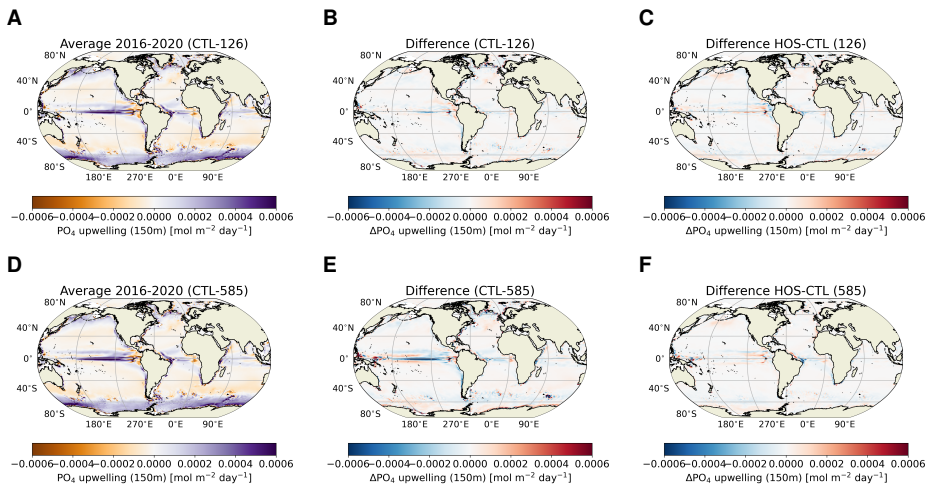 A
B
C
Average 2016-2020 (CTL-126)
Difference (CTL-126)
Difference HOS-CTL (126)
80°N
40°N
0°
40°S
80°S
180°E 270°E 0°E 90°E
80°N
40°N
0°
40°S
80°S
180°E 270°E 0°E 90°E
80°N
40°N
0°
40°S
80°S
180°E 270°E 0°E 90°E
−0.0006 −0.0004 −0.0002 0.0000 0.0002 0.0004 0.0006
−0.0006 −0.0004 −0.0002 0.0000 0.0002 0.0004 0.0006
−0.0006 −0.0004 −0.0002 0.0000 0.0002 0.0004 0.0006
PO₄ upwelling (150m) [mol m⁻² day⁻¹]
ΔPO₄ upwelling (150m) [mol m⁻² day⁻¹]
ΔPO₄ upwelling (150m) [mol m⁻² day⁻¹]
D
E
F
Average 2016-2020 (CTL-585)
Difference (CTL-585)
Difference HOS-CTL (585)
80°N
40°N
0°
40°S
80°S
180°E 270°E 0°E 90°E
80°N
40°N
0°
40°S
80°S
180°E 270°E 0°E 90°E
80°N
40°N
0°
40°S
80°S
180°E 270°E 0°E 90°E
−0.0006 −0.0004 −0.0002 0.0000 0.0002 0.0004 0.0006
−0.0006 −0.0004 −0.0002 0.0000 0.0002 0.0004 0.0006
−0.0006 −0.0004 −0.0002 0.0000 0.0002 0.0004 0.0006
PO₄ upwelling (150m) [mol m⁻² day⁻¹]
ΔPO₄ upwelling (150m) [mol m⁻² day⁻¹]
ΔPO₄ upwelling (150m) [mol m⁻² day⁻¹]